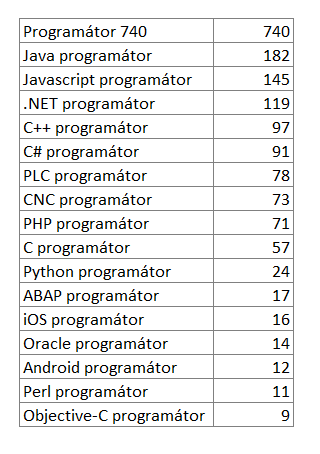 Programátor 740 740
Java programátor 182
Javascript programátor 145
.NET programátor 119
C++ programátor 97
C# programátor 91
PLC programátor 78
CNC programátor 73
PHP programátor 71
C programátor 57
Python programátor 24
ABAP programátor 17
iOS programátor 16
Oracle programátor 14
Android programátor 12
Perl programátor 11
Objective-C programátor 9